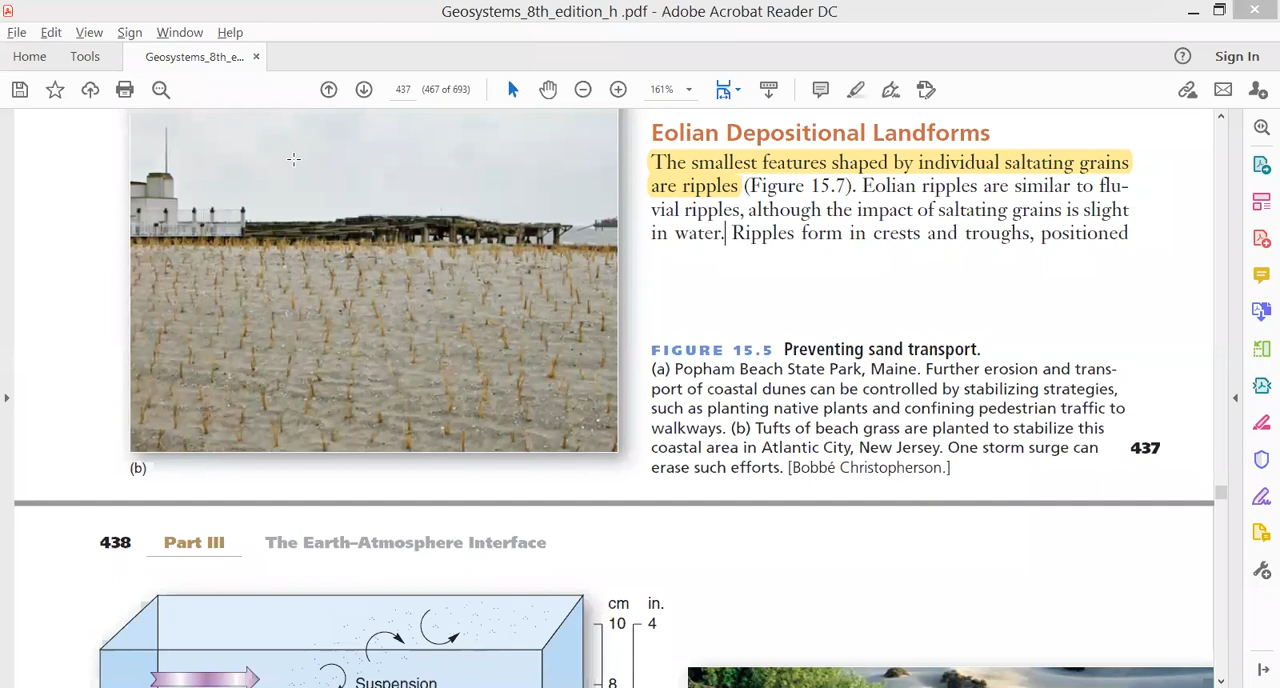 Geosystems_8th_edition_h .pdf - Adobe Acrobat Reader DC
File Edit View Sign Window Help
Home Tools Geosystems_8th_e... × Sign In
437 (467 of 693) 161%
Eolian Depositional Landforms
The smallest features shaped by individual saltating grains
are ripples (Figure 15.7). Eolian ripples are similar to flu-
vial ripples, although the impact of saltating grains is slight
in water. Ripples form in crests and troughs, positioned
FIGURE 15.5 Preventing sand transport.
(a) Popham Beach State Park, Maine. Further erosion and trans-
port of coastal dunes can be controlled by stabilizing strategies,
such as planting native plants and confining pedestrian traffic to
walkways. (b) Tufts of beach grass are planted to stabilize this
coastal area in Atlantic City, New Jersey. One storm surge can
erase such efforts. [Bobbé Christopherson.]
437
(b)
438 Part III The Earth–Atmosphere Interface
cm in.
10 4
8
Suspension